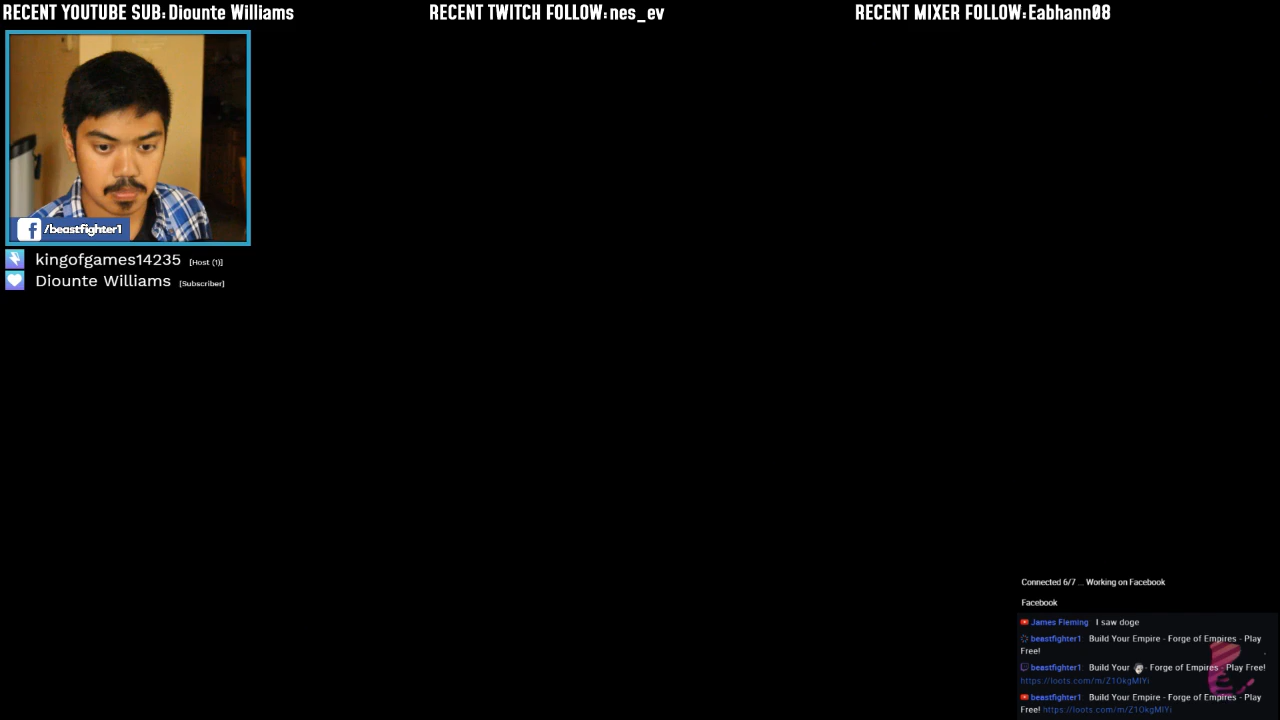 RECENT YOUTUBE SUB: Diounte Williams
RECENT TWITCH FOLLOW: nes_ev
RECENT MIXER FOLLOW: Eabhann08
/beastfighter1
kingofgames14235 [Host (1)]
Diounte Williams [Subscriber]
Connected 6/7 ... Working on Facebook
Facebook
James Fleming I saw doge
beastfighter1 Build Your Empire - Forge of Empires - Play
Free!
beastfighter1 Build Your - Forge of Empires - Play Free!
https://loots.com/m/Z1OkgMlYi
beastfighter1 Build Your Empire - Forge of Empires - Play
Free! https://loots.com/m/Z1OkgMlYi